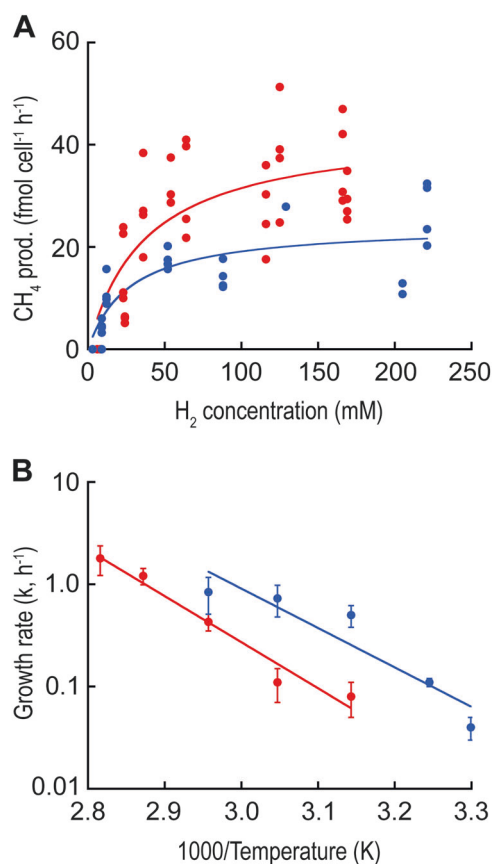 A
60
40
20
0
CH₄ prod. (fmol cell⁻¹ h⁻¹)
0 50 100 150 200 250
H₂ concentration (mM)
B
10
1.0
0.1
0.01
Growth rate (k, h⁻¹)
2.8 2.9 3.0 3.1 3.2 3.3
1000/Temperature (K)